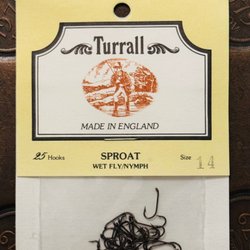 Turrall
MADE IN ENGLAND
25 Hooks SPROAT Size 14
WET FLY/NYMPH